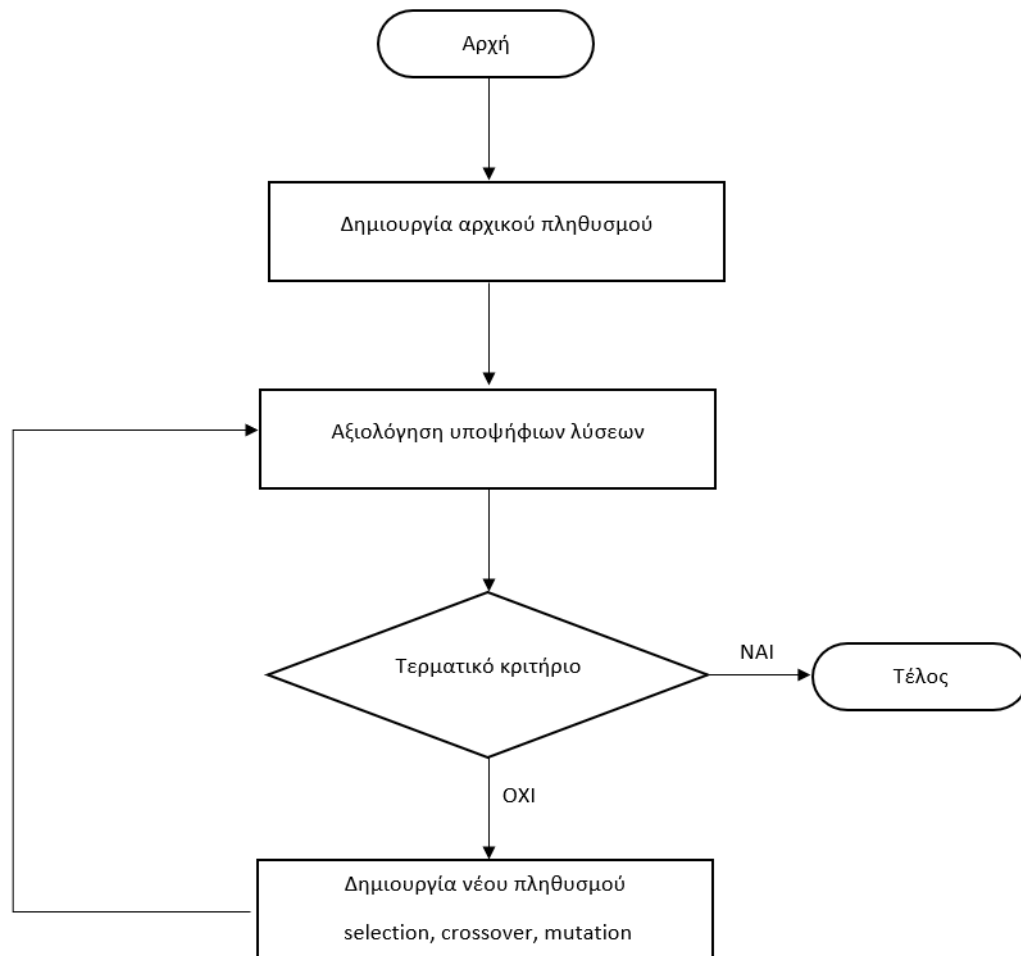 Αρχή
Δημιουργία αρχικού πληθυσμού
Αξιολόγηση υποψήφιων λύσεων
Τερματικό κριτήριο
ΝΑΙ
Τέλος
ΟΧΙ
Δημιουργία νέου πληθυσμού
selection, crossover, mutation